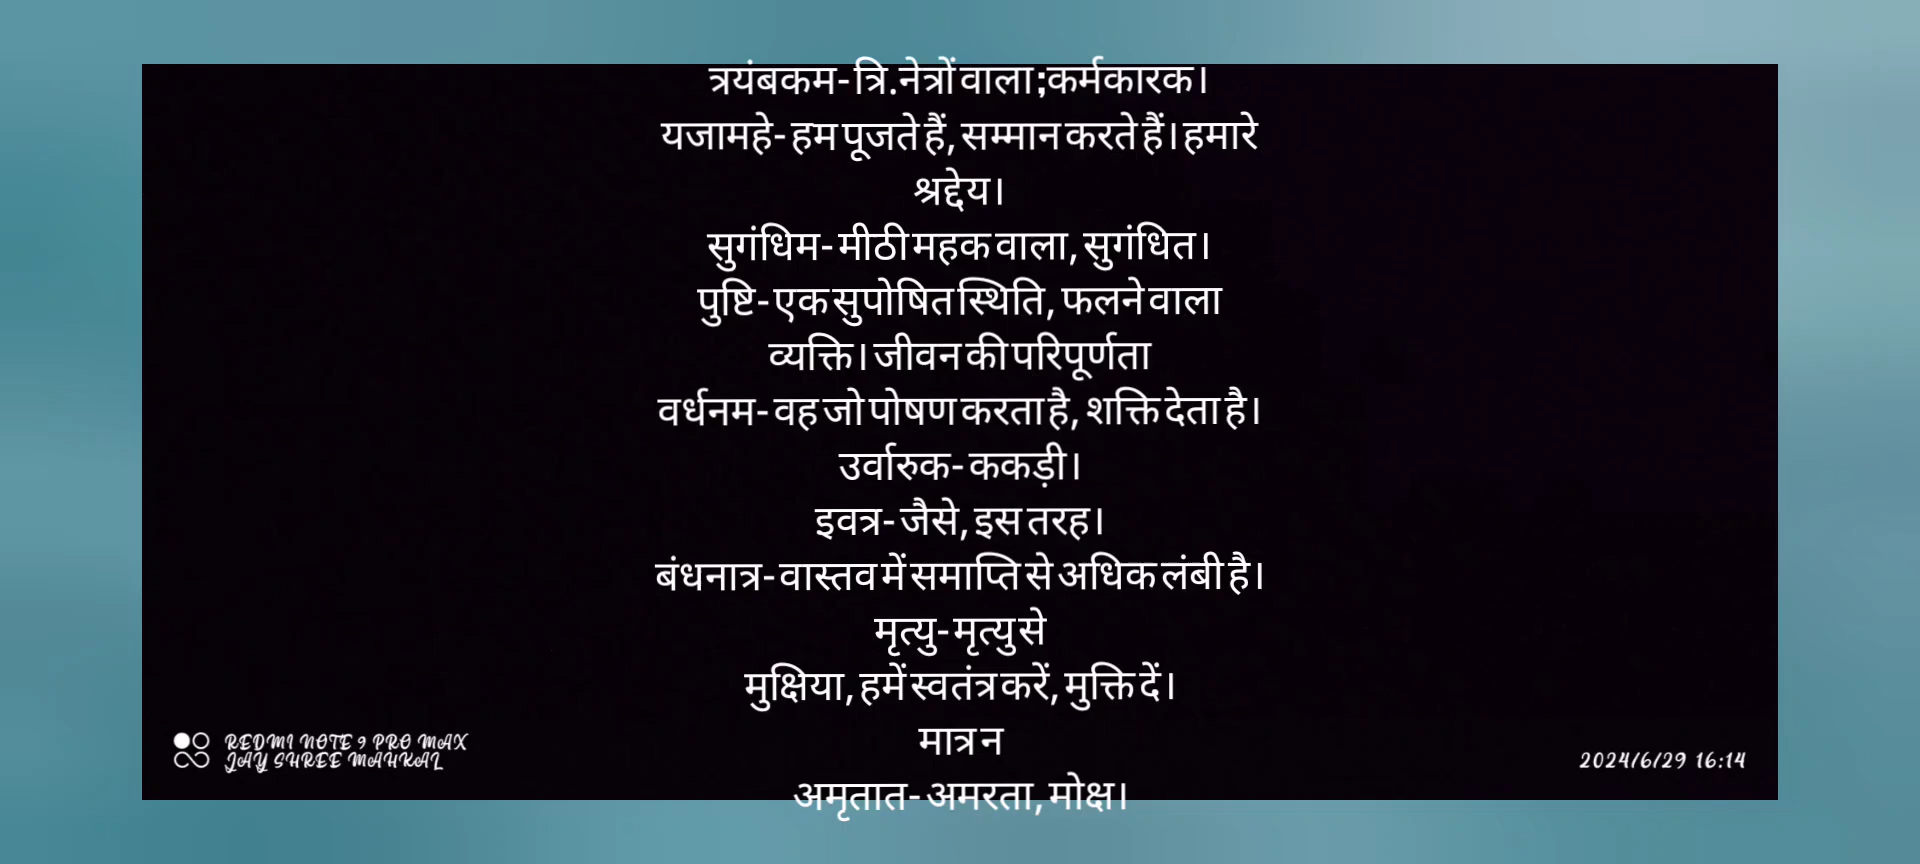 त्रयंबकम- त्रि.नेत्रों वाला ;कर्मकारक।
यजामहे- हम पूजते हैं, सम्मान करते हैं। हमारे
श्रद्देय।
सुगंधिम- मीठी महक वाला, सुगंधित।
पुष्टि- एक सुपोषित स्थिति, फलने वाला
व्यक्ति। जीवन की परिपूर्णता
वर्धनम- वह जो पोषण करता है, शक्ति देता है।
उर्वारुक- ककड़ी।
इवत्र- जैसे, इस तरह।
बंधनात्र- वास्तव में समाप्ति से अधिक लंबी है।
मृत्यु- मृत्यु से
मुक्षिया, हमें स्वतंत्र करें, मुक्ति दें।
मात्र न
अमृतात- अमरता, मोक्ष।
REDMI NOTE 9 PRO MAX
JAY SHREE MAHKAL
2024/6/29 16:14